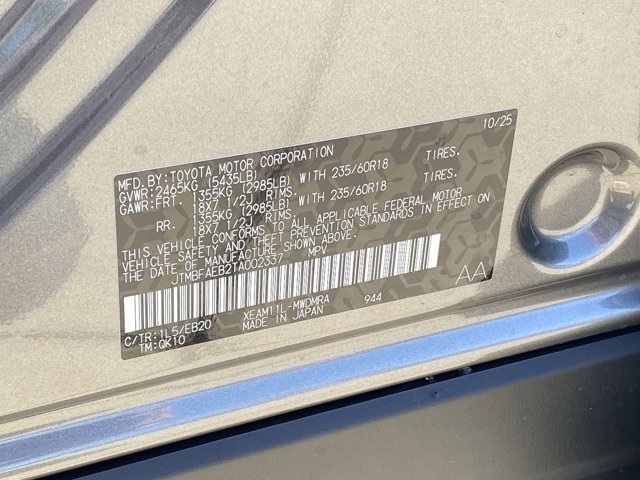 10/25
MFD.BY:TOYOTA MOTOR CORPORATION
GVWR:2465KG (5435LB)
GAWR:FRT. 1355KG (2985LB) WITH 235/60R18 TIRES.
18X7 1/2J RIMS.
RR. 1355KG (2985LB) WITH 235/60R18 TIRES.
18X7 1/2J RIMS.
THIS VEHICLE CONFORMS TO ALL APPLICABLE FEDERAL MOTOR
VEHICLE SAFETY AND THEFT PREVENTION STANDARDS IN EFFECT ON
THE DATE OF MANUFACTURE SHOWN ABOVE.
JTMBFAEB2TA002337 MPV
AA
C/TR:1L5/EB20 XEAM11L-MWDMRA 944
TM:QK10 MADE IN JAPAN